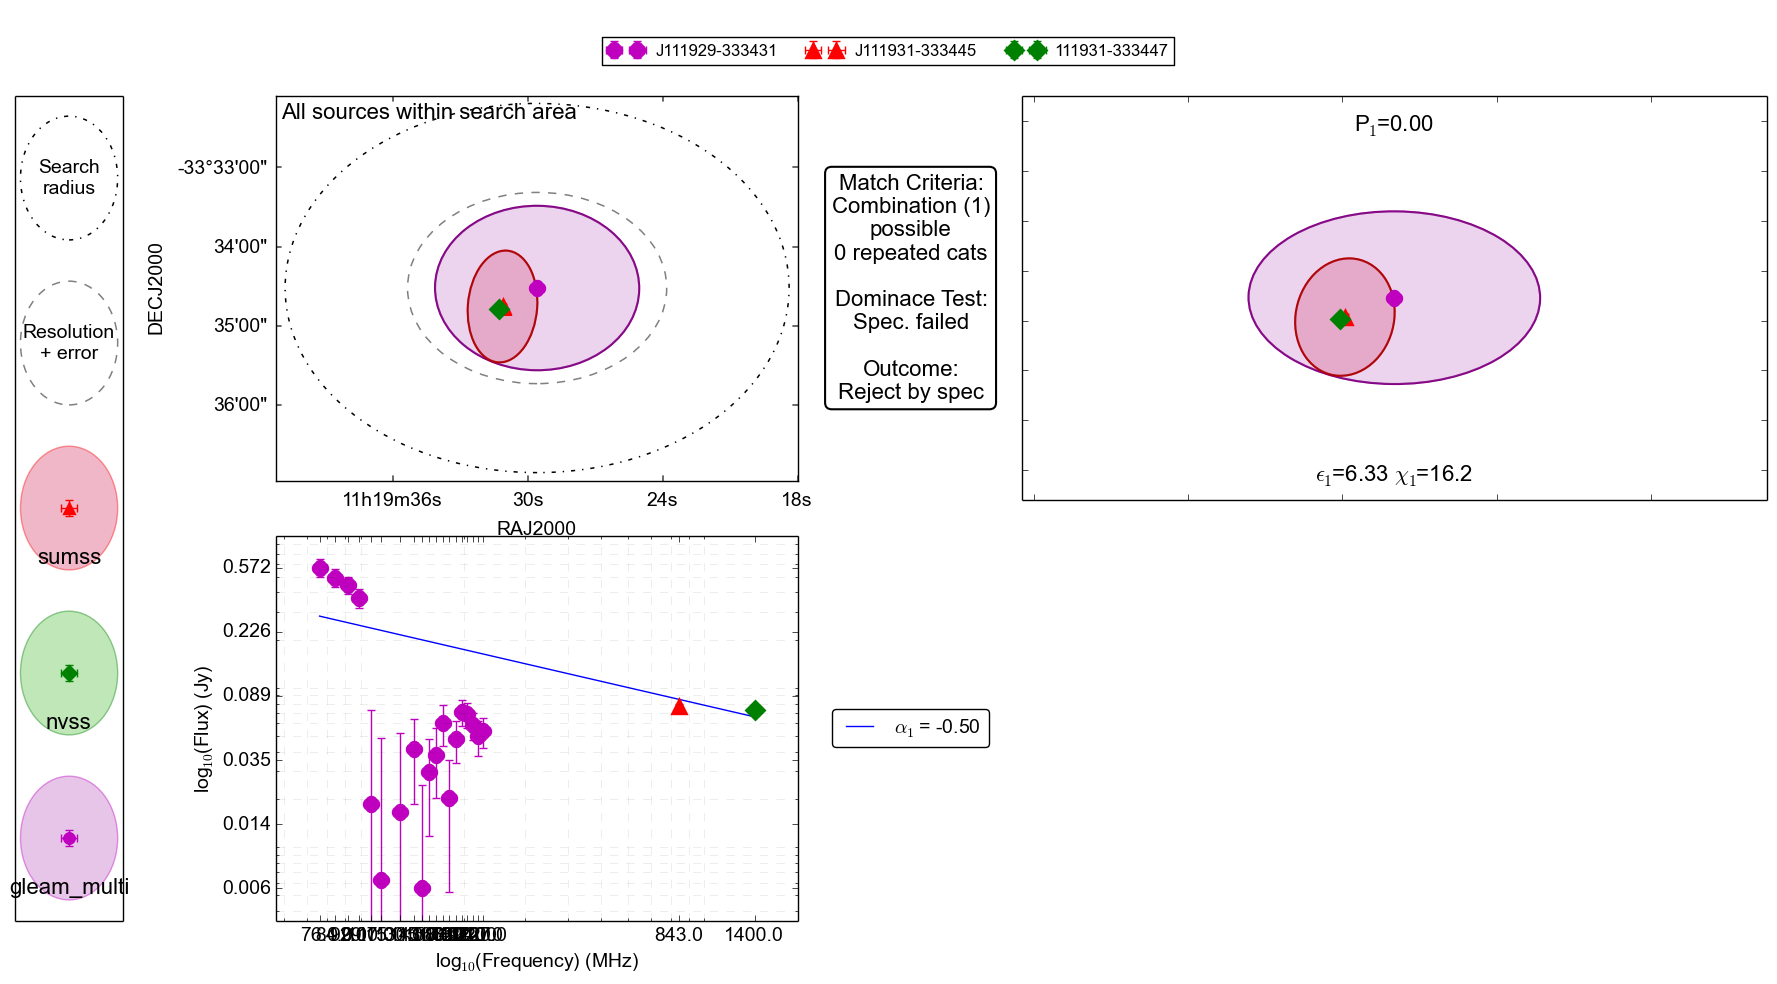 J111929-333431 J111931-333445 111931-333447
Search
radius
Resolution
+ error
sumss
nvss
gleam_multi
All sources within search area
DECJ2000
-33°33'00"
34'00"
35'00"
36'00"
11h19m36s 30s 24s 18s
RAJ2000
Match Criteria:
Combination (1)
possible
0 repeated cats
Dominace Test:
Spec. failed
Outcome:
Reject by spec
P₁=0.00
ϵ₁=6.33 χ₁=16.2
log₁₀(Flux) (Jy)
0.572
0.226
0.089
0.035
0.014
0.006
843.0 1400.0
log₁₀(Frequency) (MHz)
α₁ = -0.50